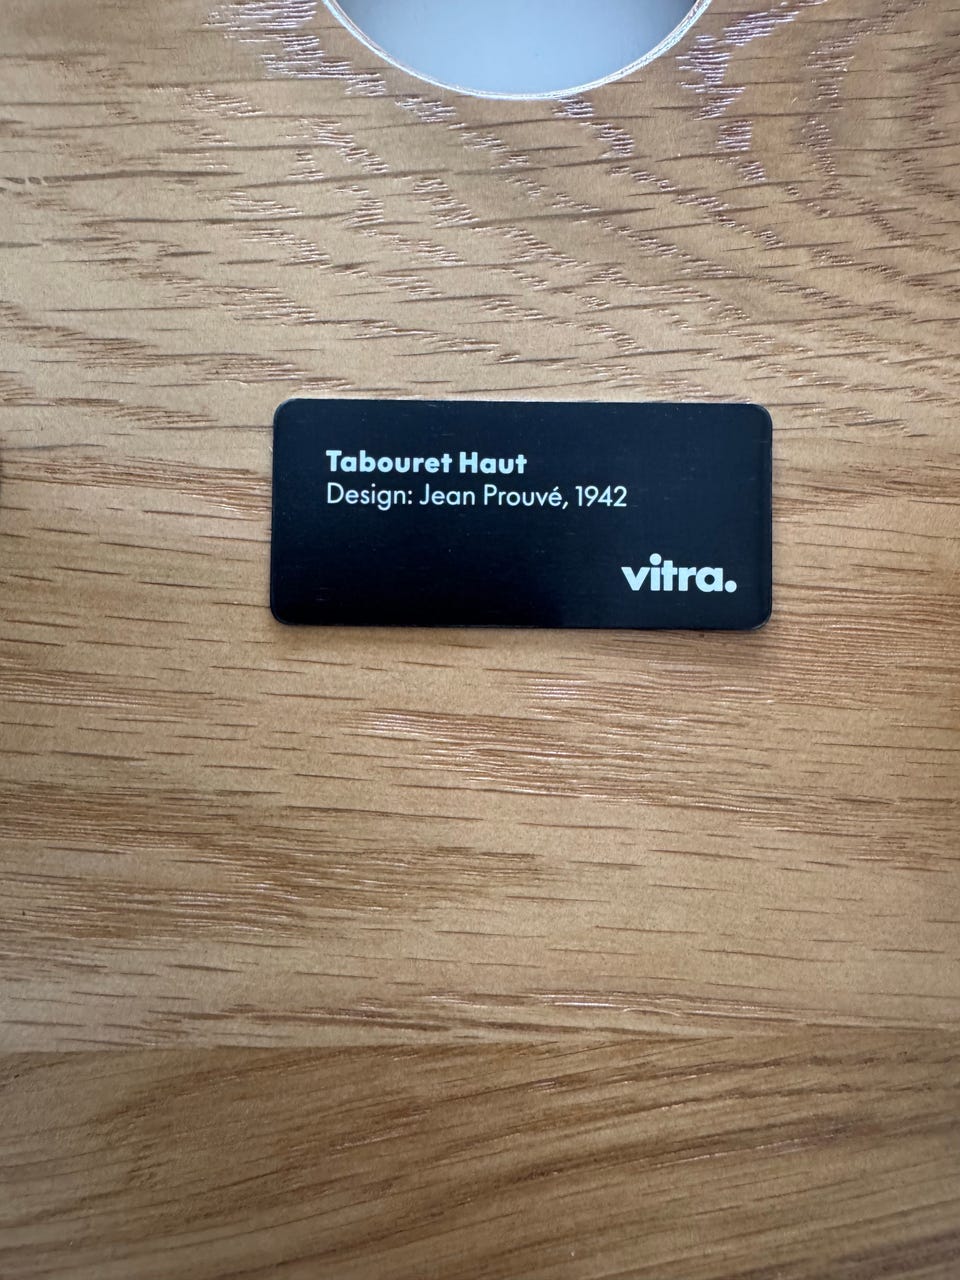 Tabouret Haut
Design: Jean Prouvé, 1942
vitra.